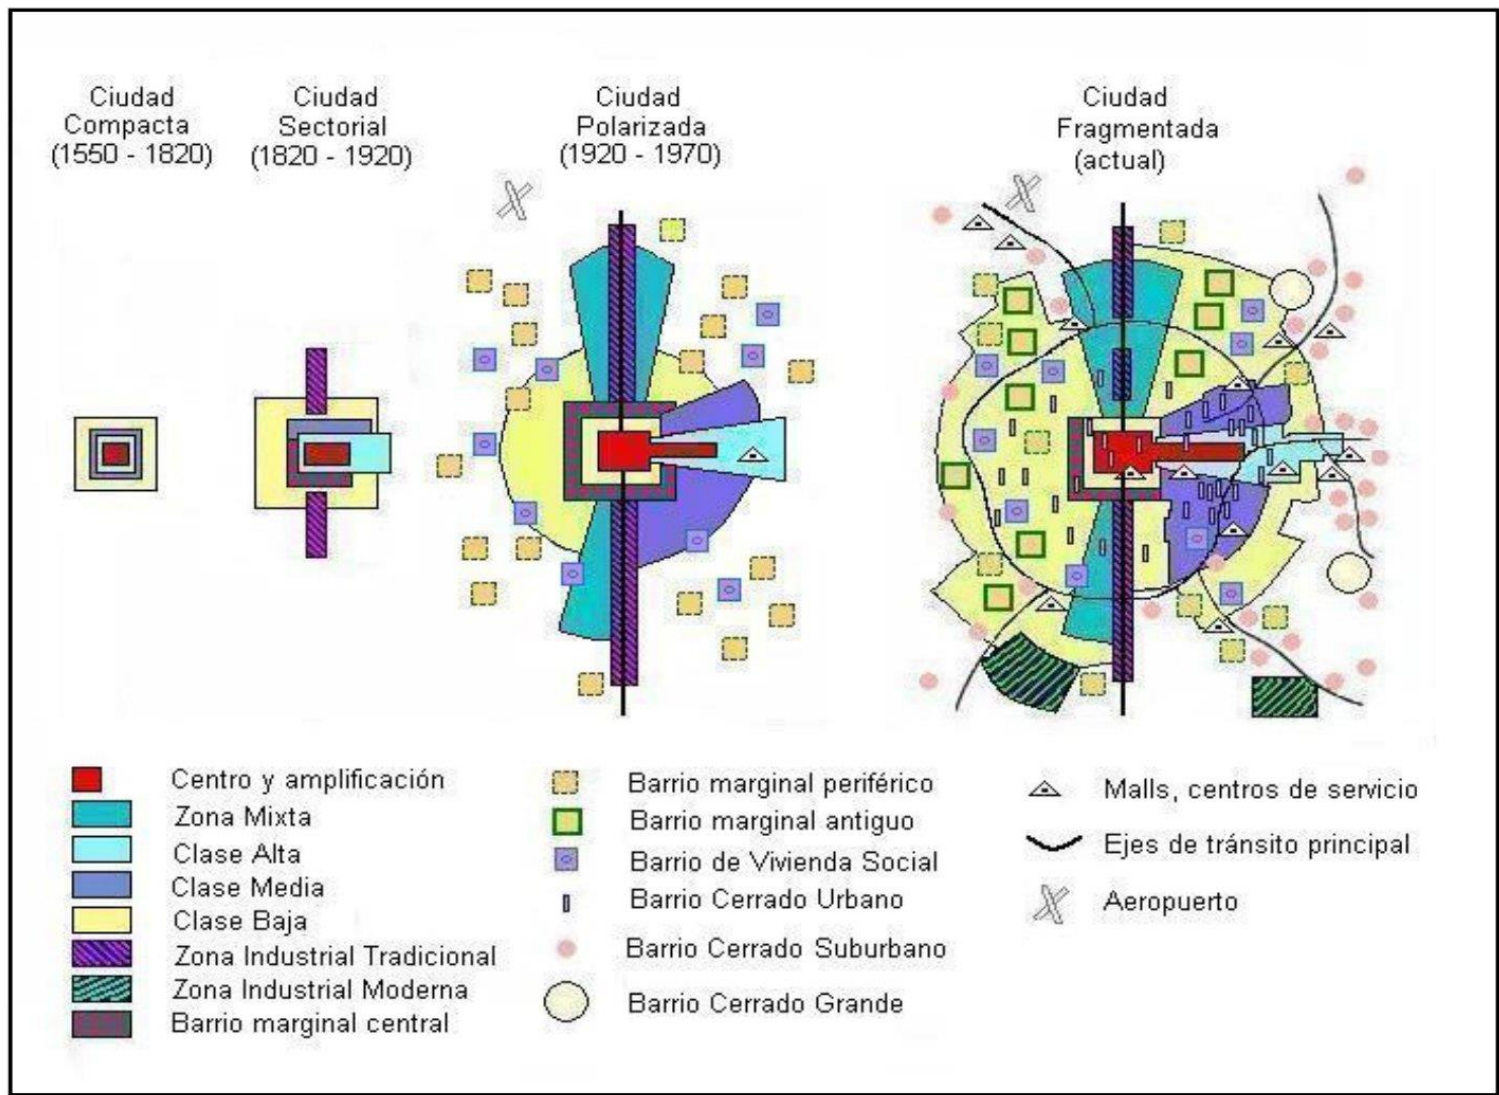 Ciudad
Compacta
(1550 - 1820)
Ciudad
Sectorial
(1820 - 1920)
Ciudad
Polarizada
(1920 - 1970)
Ciudad
Fragmentada
(actual)
Centro y amplificación
Zona Mixta
Clase Alta
Clase Media
Clase Baja
Zona Industrial Tradicional
Zona Industrial Moderna
Barrio marginal central
Barrio marginal periférico
Barrio marginal antiguo
Barrio de Vivienda Social
Barrio Cerrado Urbano
Barrio Cerrado Suburbano
Barrio Cerrado Grande
Malls, centros de servicio
Ejes de tránsito principal
Aeropuerto